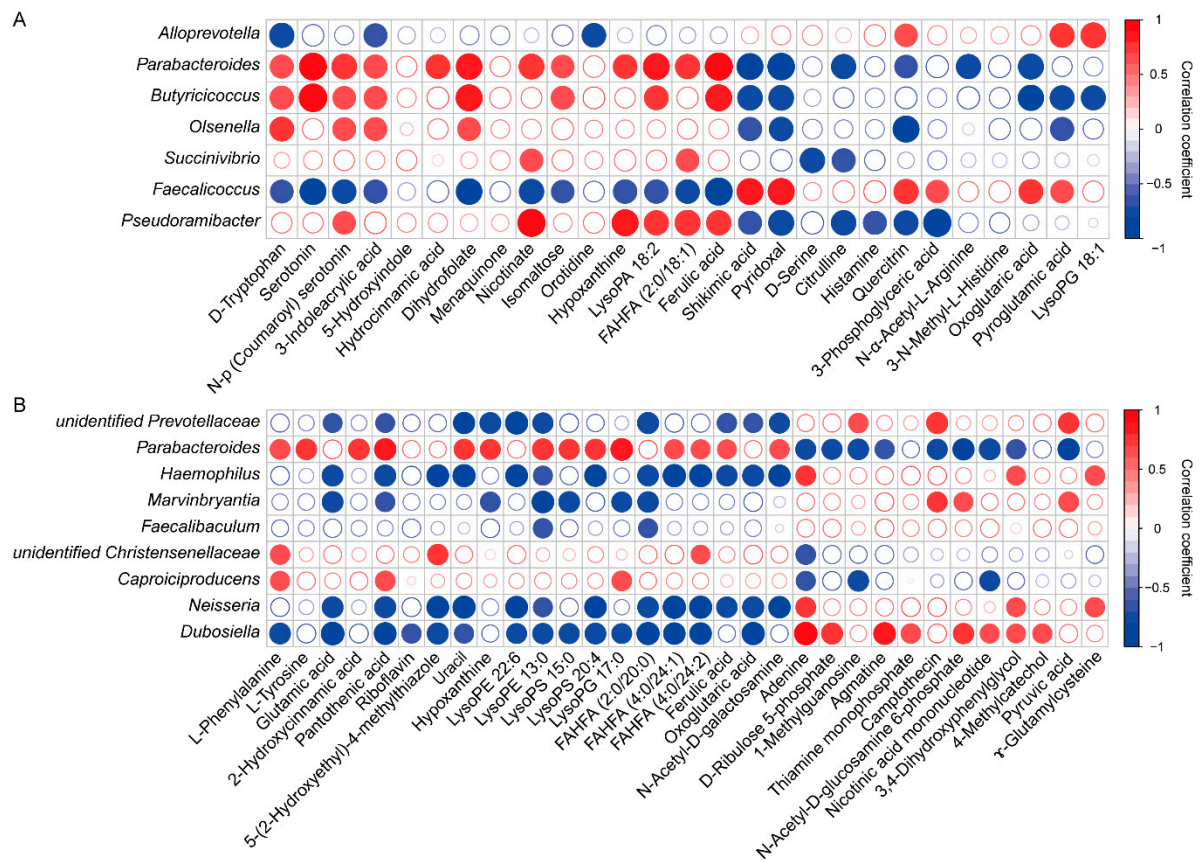 A
Alloprevotella
Parabacteroides
Butyricicoccus
Olsenella
Succinivibrio
Faecalicoccus
Pseudoramibacter
D-Tryptophan
Serotonin
N-p (Coumaroyl) serotonin
3-Indoleacrylic acid
5-Hydroxyindole
Hydrocinnamic acid
Dihydrofolate
Menaquinone
Nicotinate
Isomaltose
Orotidine
Hypoxanthine
LysoPA 18:2
FAHFA (2:0/18:1)
Ferulic acid
Shikimic acid
Pyridoxal
D-Serine
Citrulline
Histamine
Quercitrin
3-Phosphoglyceric acid
N-α-Acetyl-L-Arginine
3-N-Methyl-L-Histidine
Oxoglutaric acid
Pyroglutamic acid
LysoPG 18:1
1
0.5
0
−0.5
−1
Correlation coefficient
B
unidentified Prevotellaceae
Parabacteroides
Haemophilus
Marvinbryantia
Faecalibaculum
unidentified Christensenellaceae
Caproiciproducens
Neisseria
Dubosiella
L-Phenylalanine
L-Tyrosine
Glutamic acid
2-Hydroxycinnamic acid
Pantothenic acid
Riboflavin
5-(2-Hydroxyethyl)-4-methylthiazole
Uracil
Hypoxanthine
LysoPE 22:6
LysoPE 13:0
LysoPS 15:0
LysoPS 20:4
LysoPG 17:0
FAHFA (2:0/20:0)
FAHFA (4:0/24:1)
FAHFA (4:0/24:2)
Ferulic acid
Oxoglutaric acid
N-Acetyl-D-galactosamine
Adenine
D-Ribulose 5-phosphate
1-Methylguanosine
Agmatine
Thiamine monophosphate
Camptothecin
N-Acetyl-D-glucosamine 6-phosphate
Nicotinic acid mononucleotide
3,4-Dihydroxyphenylglycol
4-Methylcatechol
Pyruvic acid
ɤ-Glutamylcysteine
1
0.5
0
−0.5
−1
Correlation coefficient